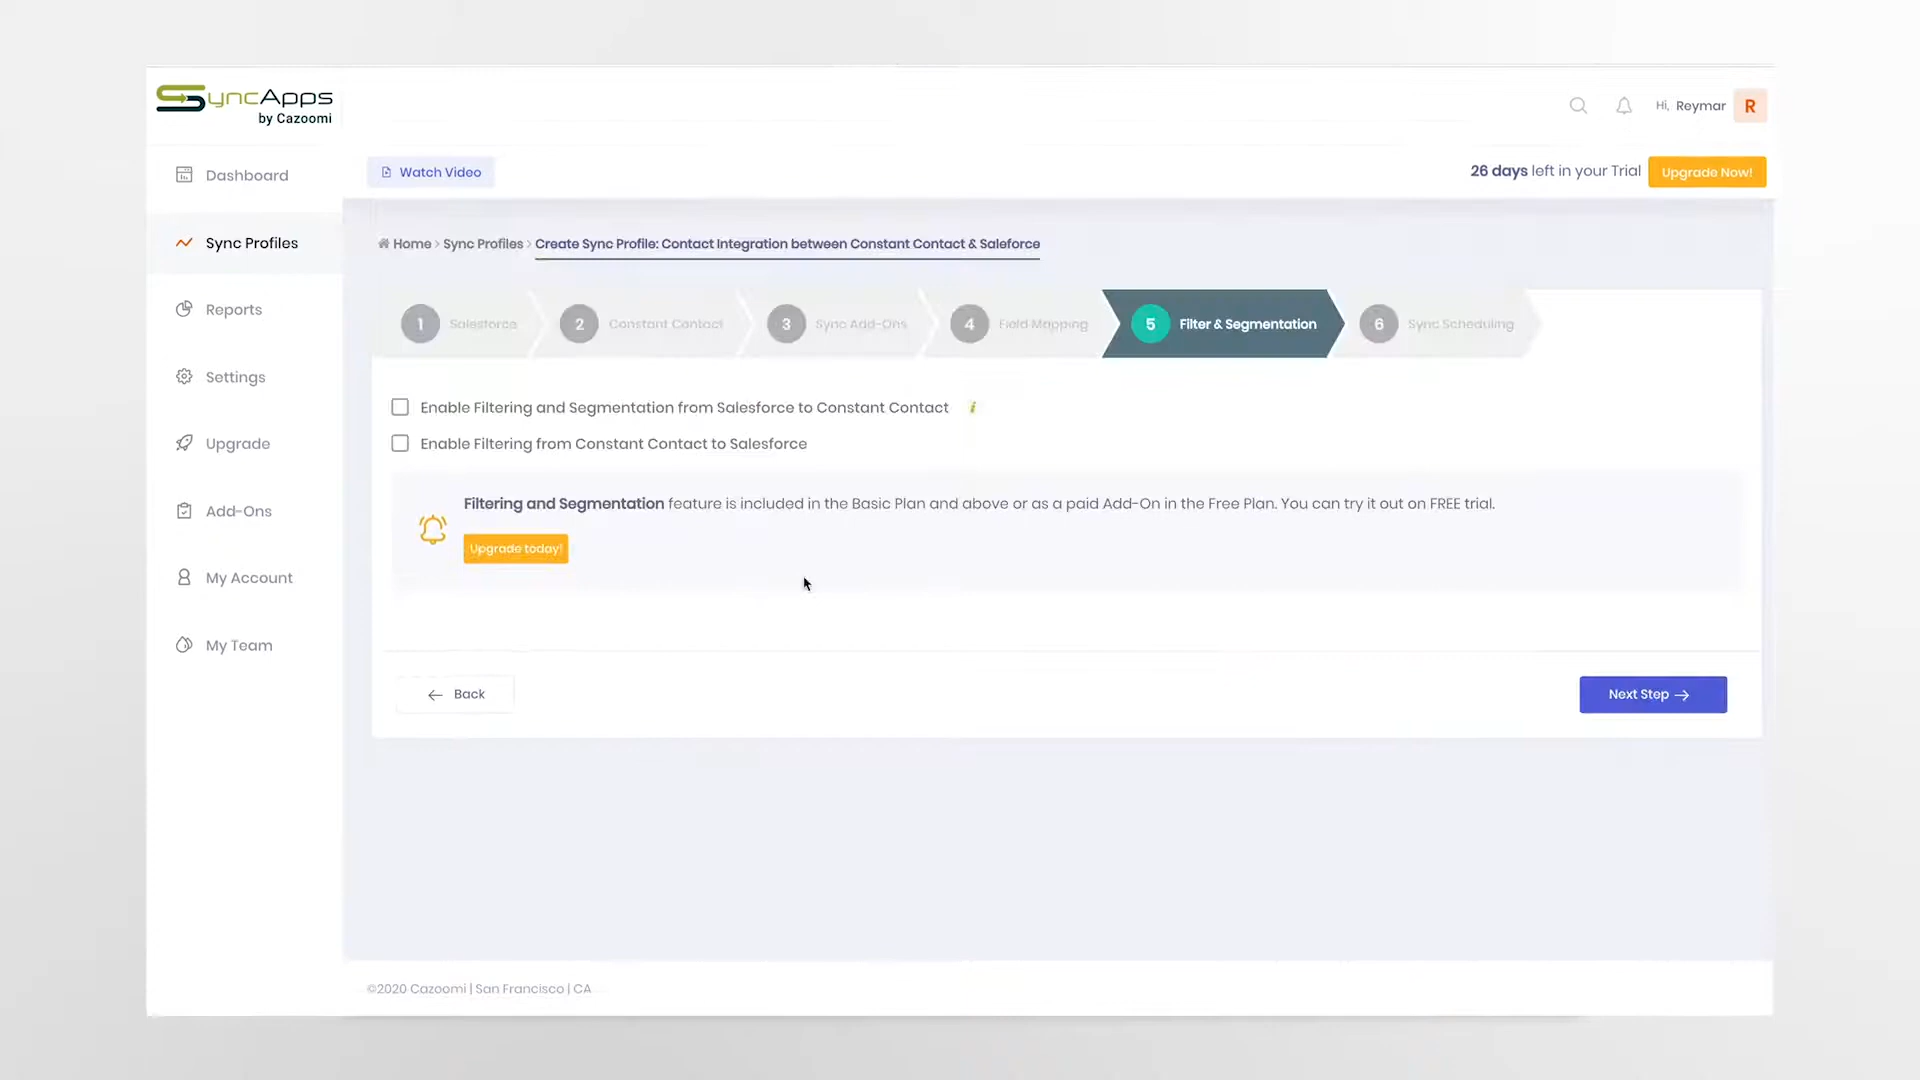 SyncApps
by Cazoomi
Hi, Reymar R
Dashboard
Watch Video
26 days left in your Trial
Upgrade Now!
Sync Profiles
Home > Sync Profiles > Create Sync Profile: Contact Integration between Constant Contact & Saleforce
Reports
1 Salesforce
2 Constant Contact
3 Sync Add-Ons
4 Field Mapping
5 Filter & Segmentation
6 Sync Scheduling
Settings
Enable Filtering and Segmentation from Salesforce to Constant Contact i
Upgrade
Enable Filtering from Constant Contact to Salesforce
Add-Ons
Filtering and Segmentation feature is included in the Basic Plan and above or as a paid Add-On in the Free Plan. You can try it out on FREE trial.
Upgrade today!
My Account
My Team
Back
Next Step
©2020 Cazoomi | San Francisco | CA